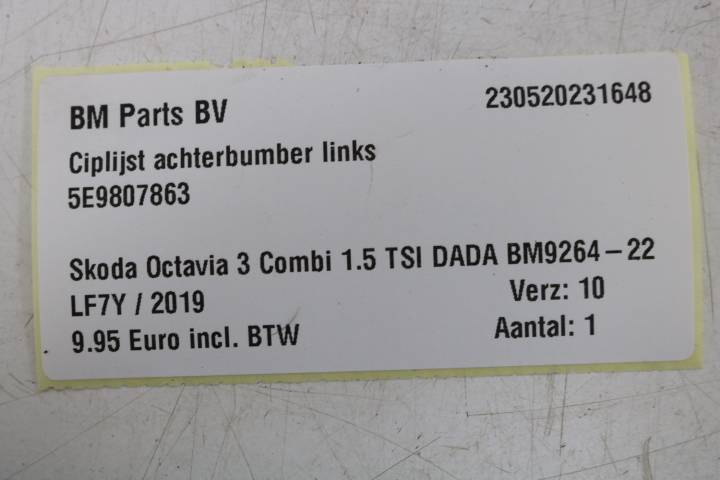 BM Parts BV 230520231648
Ciplijst achterbumber links
5E9807863
Skoda Octavia 3 Combi 1.5 TSI DADA BM9264-22
LF7Y / 2019 Verz: 10
9.95 Euro incl. BTW Aantal: 1